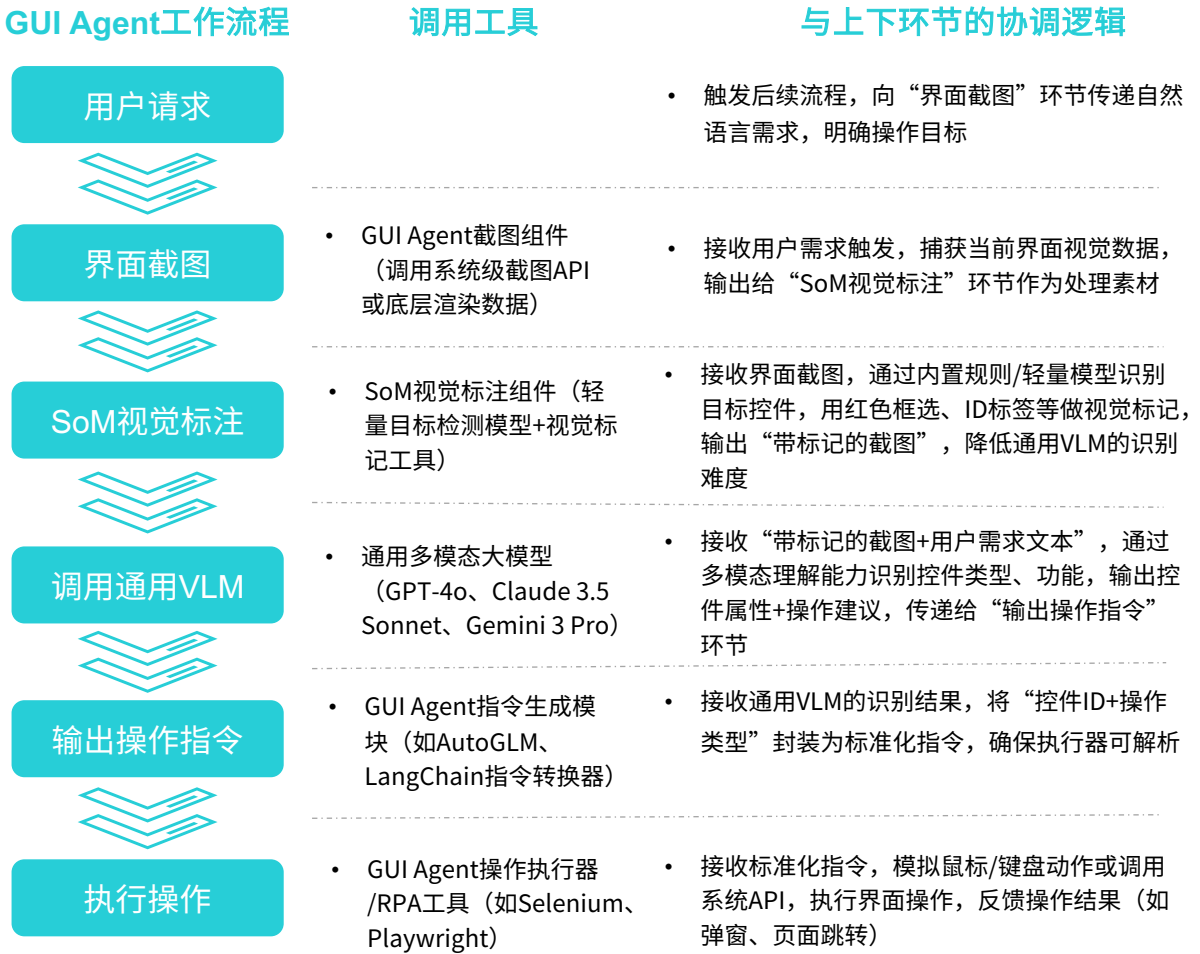 GUI Agent工作流程
调用工具
与上下环节的协调逻辑
用户请求
• 触发后续流程，向“界面截图”环节传递自然
语言需求，明确操作目标
界面截图
• GUI Agent截图组件
（调用系统级截图API
或底层渲染数据）
• 接收用户需求触发，捕获当前界面视觉数据，
输出给“SoM视觉标注”环节作为处理素材
SoM视觉标注
• SoM视觉标注组件（轻
量目标检测模型+视觉标
记工具）
• 接收界面截图，通过内置规则/轻量模型识别
目标控件，用红色框选、ID标签等做视觉标记，
输出“带标记的截图”，降低通用VLM的识别
难度
调用通用VLM
• 通用多模态大模型
（GPT-4o、Claude 3.5
Sonnet、Gemini 3 Pro）
• 接收“带标记的截图+用户需求文本”，通过
多模态理解能力识别控件类型、功能，输出控
件属性+操作建议，传递给“输出操作指令”
环节
输出操作指令
• GUI Agent指令生成模
块（如AutoGLM、
LangChain指令转换器）
• 接收通用VLM的识别结果，将“控件ID+操作
类型”封装为标准化指令，确保执行器可解析
执行操作
• GUI Agent操作执行器
/RPA工具（如Selenium、
Playwright）
• 接收标准化指令，模拟鼠标/键盘动作或调用
系统API，执行界面操作，反馈操作结果（如
弹窗、页面跳转）